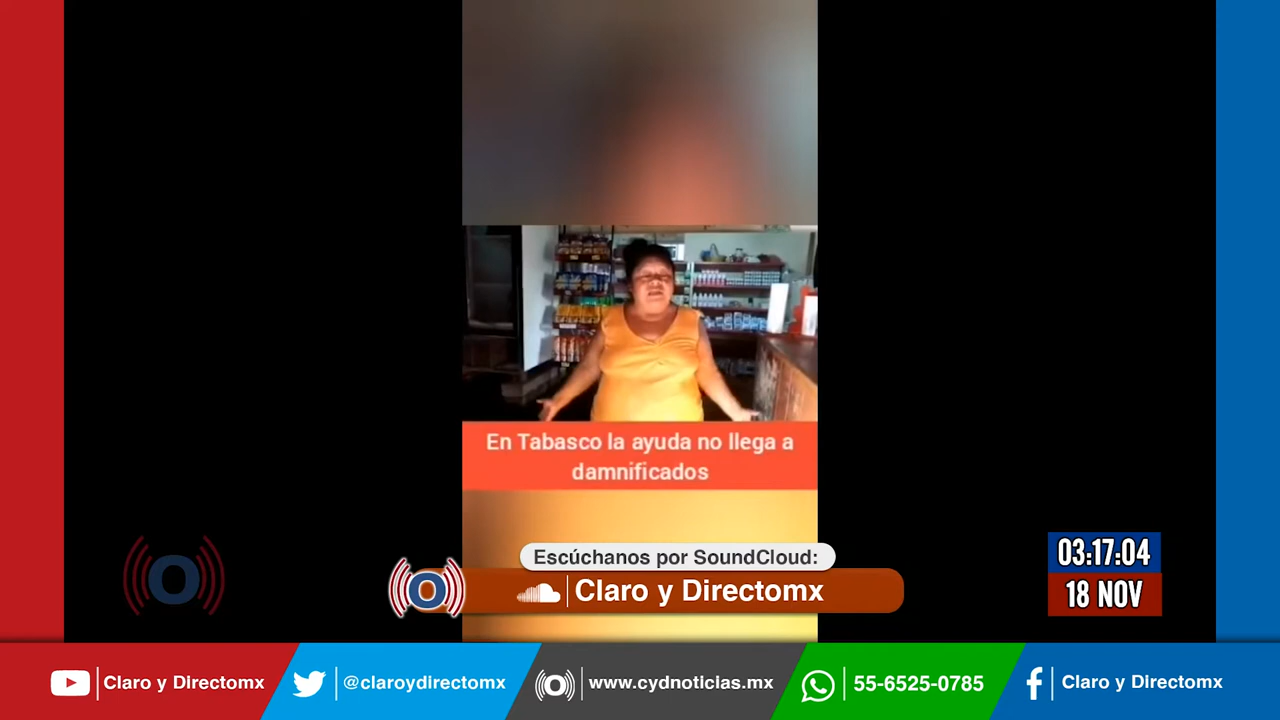 En Tabasco la ayuda no llega a
damnificados
Escúchanos por SoundCloud:
Claro y Directomx
03:17:04
18 NOV
Claro y Directomx
@claroydirectomx
www.cydnoticias.mx
55-6525-0785
Claro y Directomx